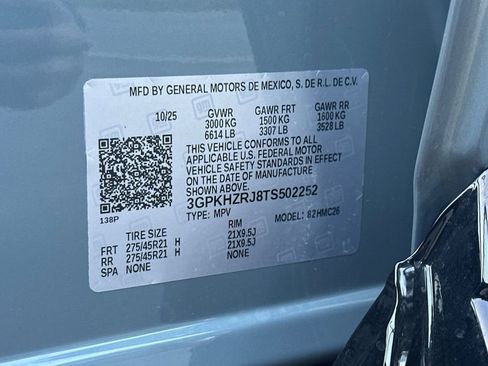 MFD BY GENERAL MOTORS DE MEXICO, S. DE R.L. DE C.V.
10/25 GVWR GAWR FRT GAWR RR
3000 KG 1500 KG 1600 KG
6614 LB 3307 LB 3528 LB
THIS VEHICLE CONFORMS TO ALL
APPLICABLE U.S. FEDERAL MOTOR
VEHICLE SAFETY STANDARDS IN EFFECT
ON THE DATE OF MANUFACTURE SHOWN ABOVE
3GPKHZRJ8TS502252
138P TYPE: MPV MODEL: 82HMC26
TIRE SIZE RIM
FRT 275/45R21 H 21X9.5J
RR 275/45R21 H 21X9.5J
SPA NONE NONE